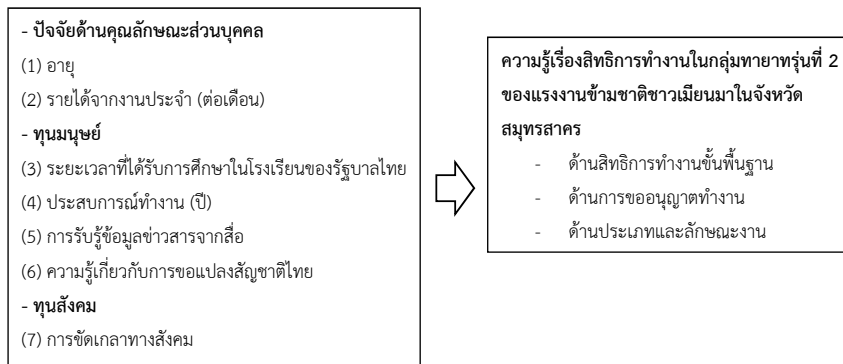 - ปัจจัยด้านคุณลักษณะส่วนบุคคล
(1) อายุ
(2) รายได้จากงานประจำ (ต่อเดือน)
- ทุนมนุษย์
(3) ระยะเวลาที่ได้รับการศึกษาในโรงเรียนของรัฐบาลไทย
(4) ประสบการณ์ทำงาน (ปี)
(5) การรับรู้ข้อมูลข่าวสารจากสื่อ
(6) ความรู้เกี่ยวกับการขอแปลงสัญชาติไทย
- ทุนสังคม
(7) การขัดเกลาทางสังคม
ความรู้เรื่องสิทธิการทำงานในกลุ่มทายาทรุ่นที่ 2
ของแรงงานข้ามชาติชาวเมียนมาในจังหวัด
สมุทรสาคร
- ด้านสิทธิการทำงานขั้นพื้นฐาน
- ด้านการขออนุญาตทำงาน
- ด้านประเภทและลักษณะงาน